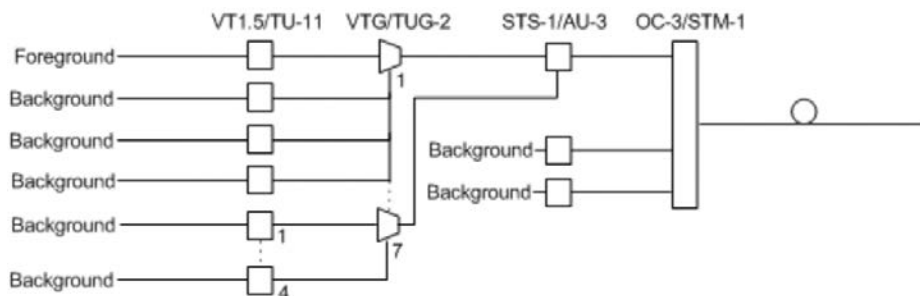 VT1.5/TU-11 VTG/TUG-2 STS-1/AU-3 OC-3/STM-1
Foreground
1
Background
Background
Background
Background
Background
Background
1
7
Background
4